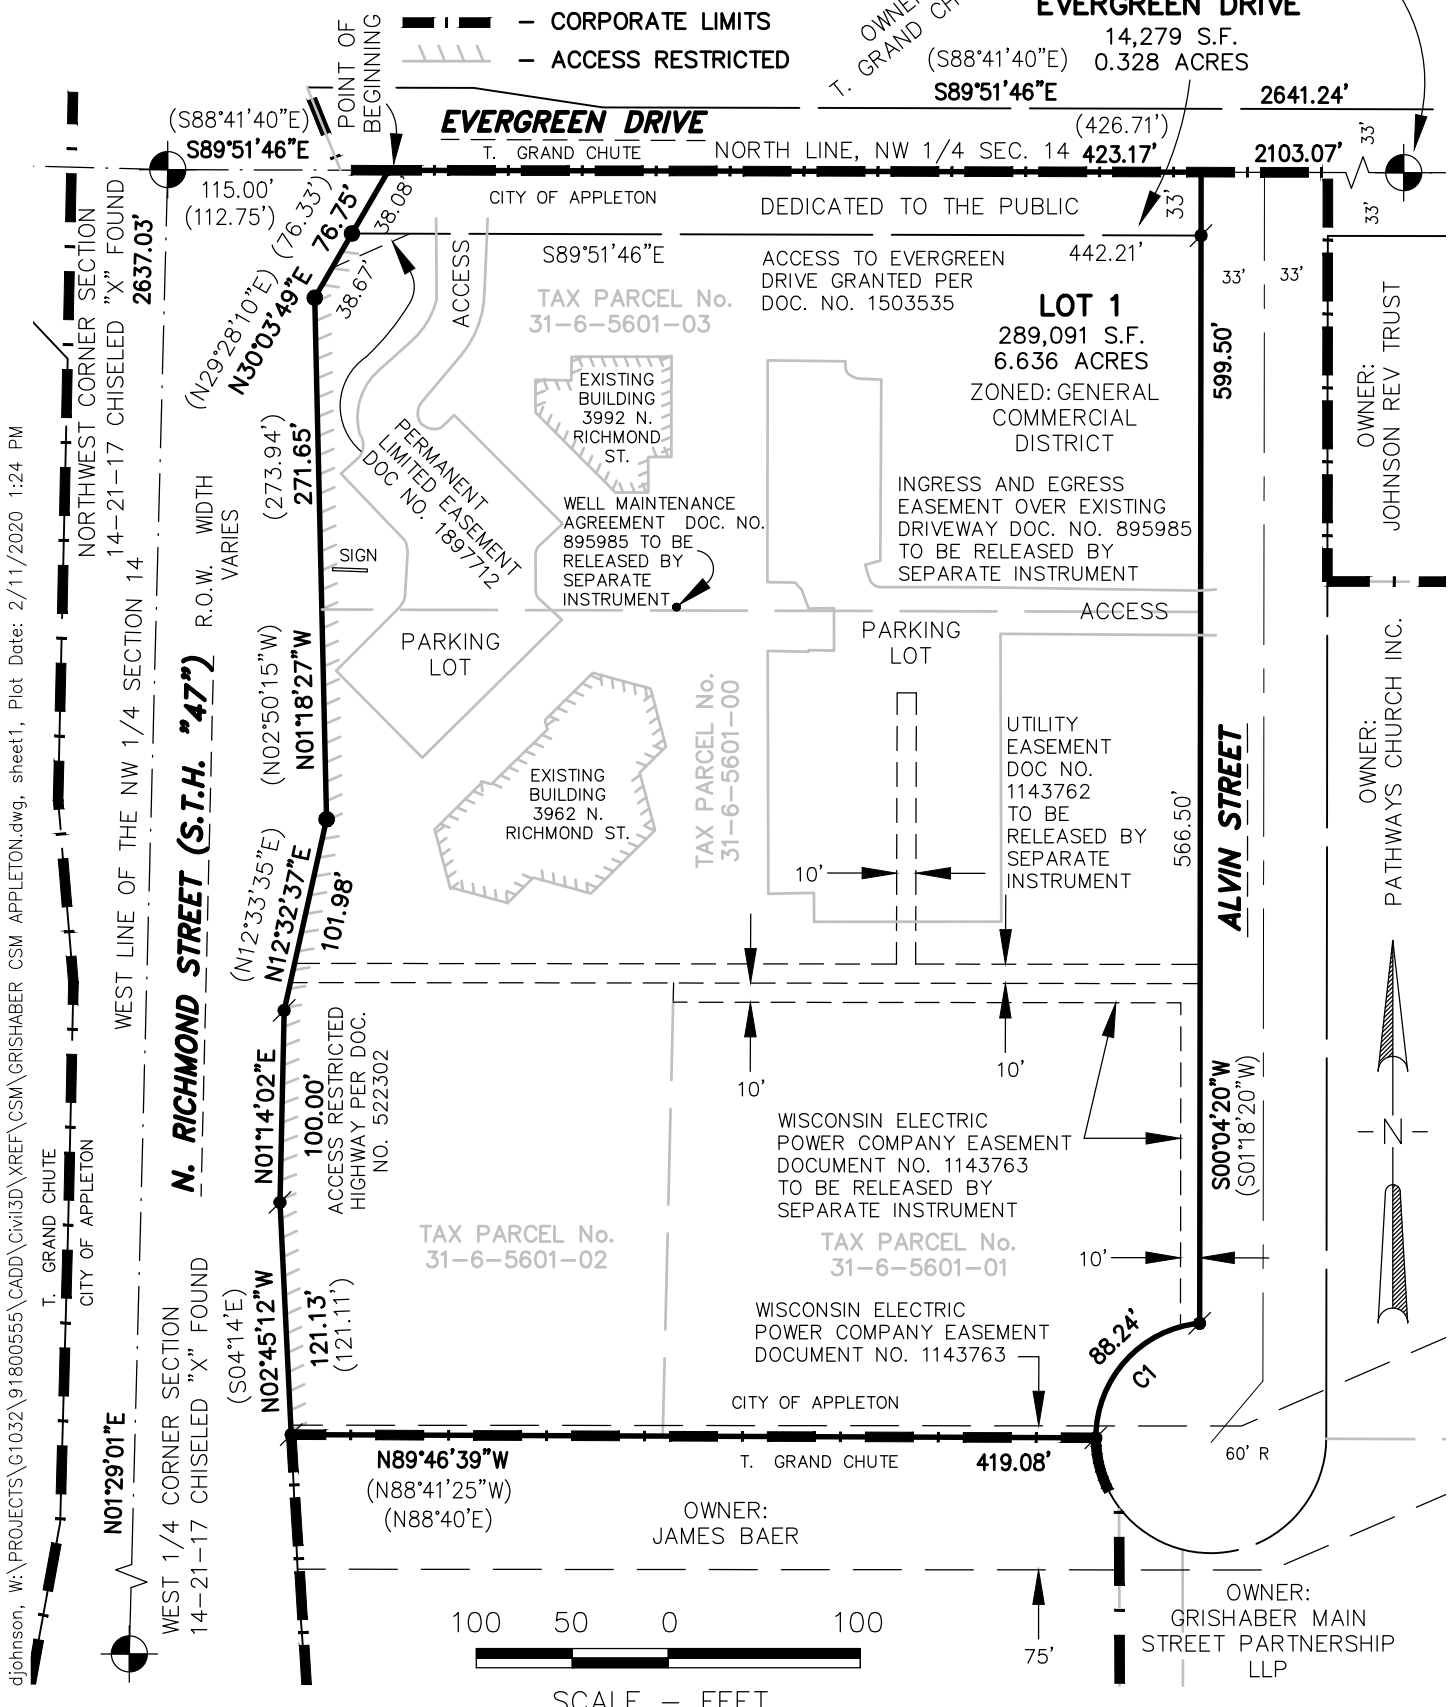 CORPORATE LIMITS
ACCESS RESTRICTED
POINT OF
BEGINNING
OWNER
T. GRAND CH
EVERGREEN DRIVE
14,279 S.F.
0.328 ACRES
(S88°41'40"E)
S89°51'46"E
2641.24'
(S88°41'40"E)
S89°51'46"E
115.00'
(112.75')
EVERGREEN DRIVE
T. GRAND CHUTE
NORTH LINE, NW 1/4 SEC. 14
(426.71')
423.17'
2103.07'
33'
33'
33'
CITY OF APPLETON
DEDICATED TO THE PUBLIC
S89°51'46"E
442.21'
33'
33'
(76.33')
76.75'
38.08'
38.67'
(N29°28'10"E)
N30°03'49"E
ACCESS
ACCESS TO EVERGREEN
DRIVE GRANTED PER
DOC. NO. 1503535
TAX PARCEL No.
31-6-5601-03
LOT 1
289,091 S.F.
6.636 ACRES
ZONED: GENERAL
COMMERCIAL
DISTRICT
599.50'
OWNER:
JOHNSON REV TRUST
NORTHWEST CORNER SECTION
14-21-17 CHISELED "X" FOUND
2637.03'
EXISTING
BUILDING
3992 N.
RICHMOND
ST.
PERMANENT
LIMITED EASEMENT
DOC NO. 1897712
(273.94')
271.65'
R.O.W. WIDTH
VARIES
SIGN
WELL MAINTENANCE
AGREEMENT DOC. NO.
895985 TO BE
RELEASED BY
SEPARATE
INSTRUMENT
INGRESS AND EGRESS
EASEMENT OVER EXISTING
DRIVEWAY DOC. NO. 895985
TO BE RELEASED BY
SEPARATE INSTRUMENT
ACCESS
PARKING
LOT
PARKING
LOT
(N02°50'15"W)
N01°18'27"W
WEST LINE OF THE NW 1/4 SECTION 14
N. RICHMOND STREET (S.T.H. "47")
TAX PARCEL No.
31-6-5601-00
EXISTING
BUILDING
3962 N.
RICHMOND ST.
UTILITY
EASEMENT
DOC NO.
1143762
TO BE
RELEASED BY
SEPARATE
INSTRUMENT
10'
566.50'
ALVIN STREET
OWNER:
PATHWAYS CHURCH INC.
(N12°33'35"E)
N12°32'37"E
101.98'
10'
10'
N01°14'02"E
100.00'
ACCESS RESTRICTED
HIGHWAY PER DOC.
NO. 522302
WISCONSIN ELECTRIC
POWER COMPANY EASEMENT
DOCUMENT NO. 1143763
TO BE RELEASED BY
SEPARATE INSTRUMENT
S00°04'20"W
(S01°18'20"W)
N
T. GRAND CHUTE
CITY OF APPLETON
TAX PARCEL No.
31-6-5601-02
TAX PARCEL No.
31-6-5601-01
10'
(S04°14'E)
N02°45'12"W
121.13'
(121.11')
WISCONSIN ELECTRIC
POWER COMPANY EASEMENT
DOCUMENT NO. 1143763
88.24'
C1
CITY OF APPLETON
N89°46'39"W
(N88°41'25"W)
(N88°40'E)
T. GRAND CHUTE
419.08'
60' R
N01°29'01"E
WEST 1/4 CORNER SECTION
14-21-17 CHISELED "X" FOUND
OWNER:
JAMES BAER
75'
OWNER:
GRISHABER MAIN
STREET PARTNERSHIP
LLP
100 50 0 100
SCALE - FEET
djohnson, W:\PROJECTS\G1032\91800555\CADD\Civil3D\XREF\CSM\GRISHABER CSM APPLETON.dwg, sheet1, Plot Date: 2/11/2020 1:24 PM